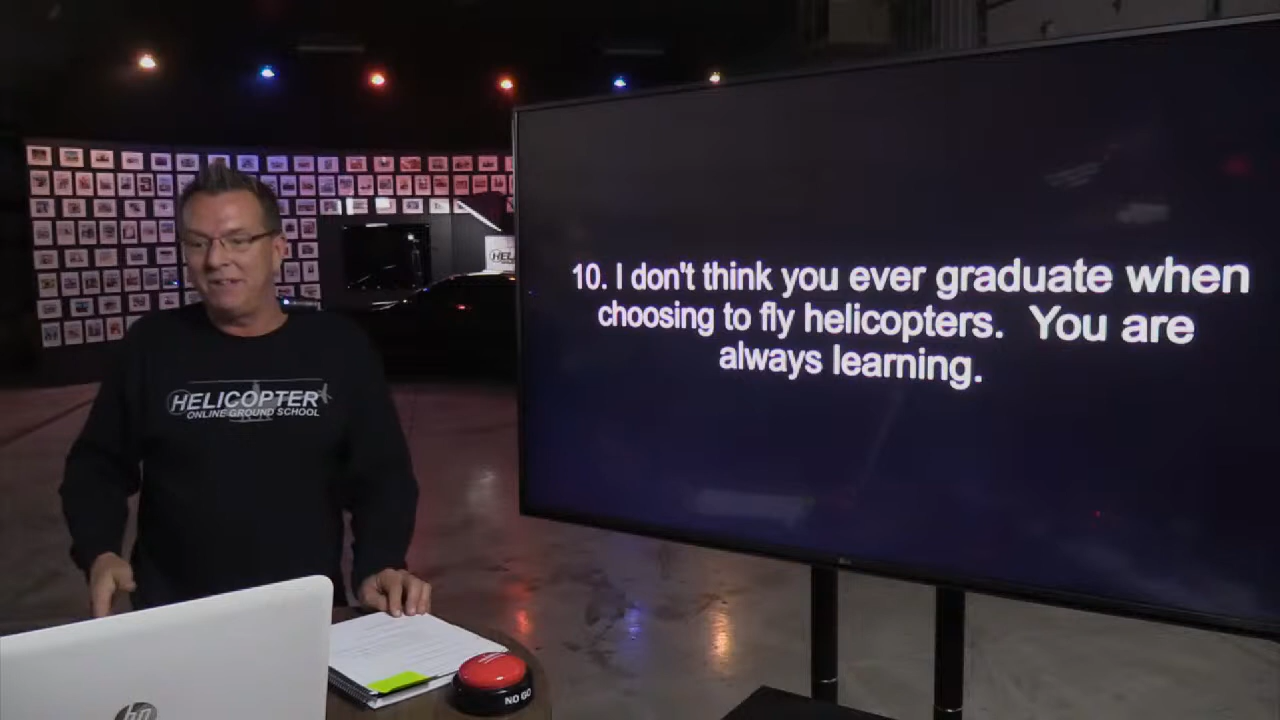 10. I don't think you ever graduate when
choosing to fly helicopters.  You are
always learning.
HELICOPTER
ONLINE GROUND SCHOOL
HEL
NO GO
hp